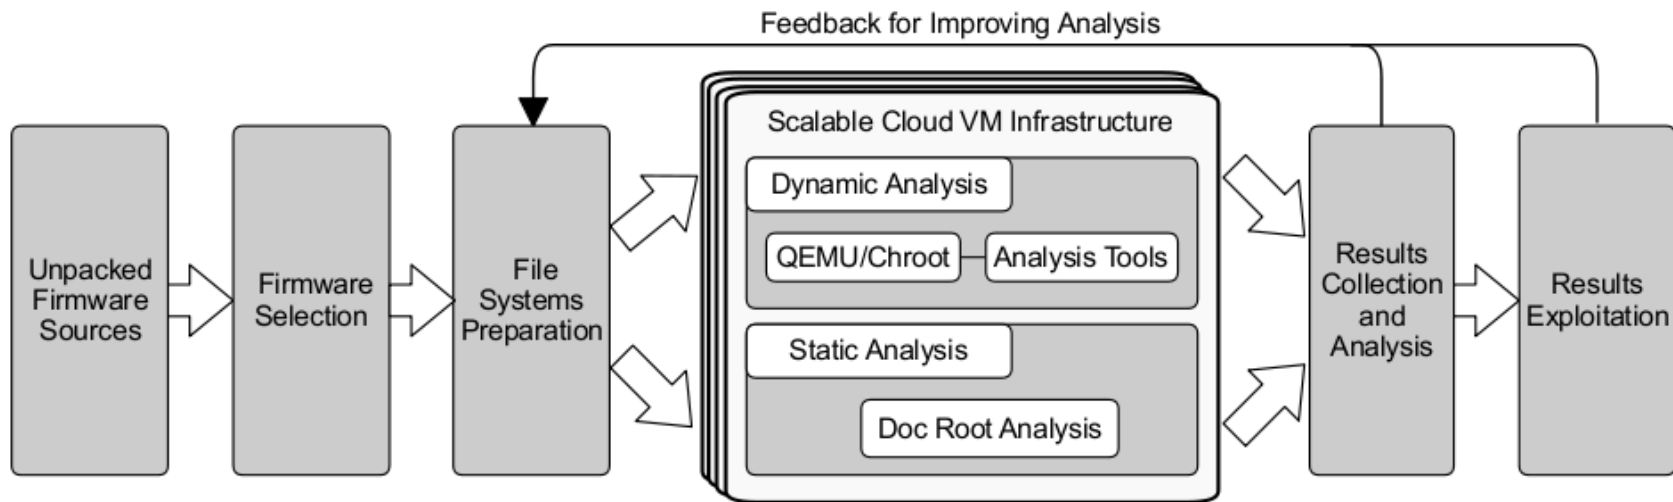 Feedback for Improving Analysis
Unpacked
Firmware
Sources
Firmware
Selection
File
Systems
Preparation
Scalable Cloud VM Infrastructure
Dynamic Analysis
QEMU/Chroot
Analysis Tools
Static Analysis
Doc Root Analysis
Results
Collection
and
Analysis
Results
Exploitation